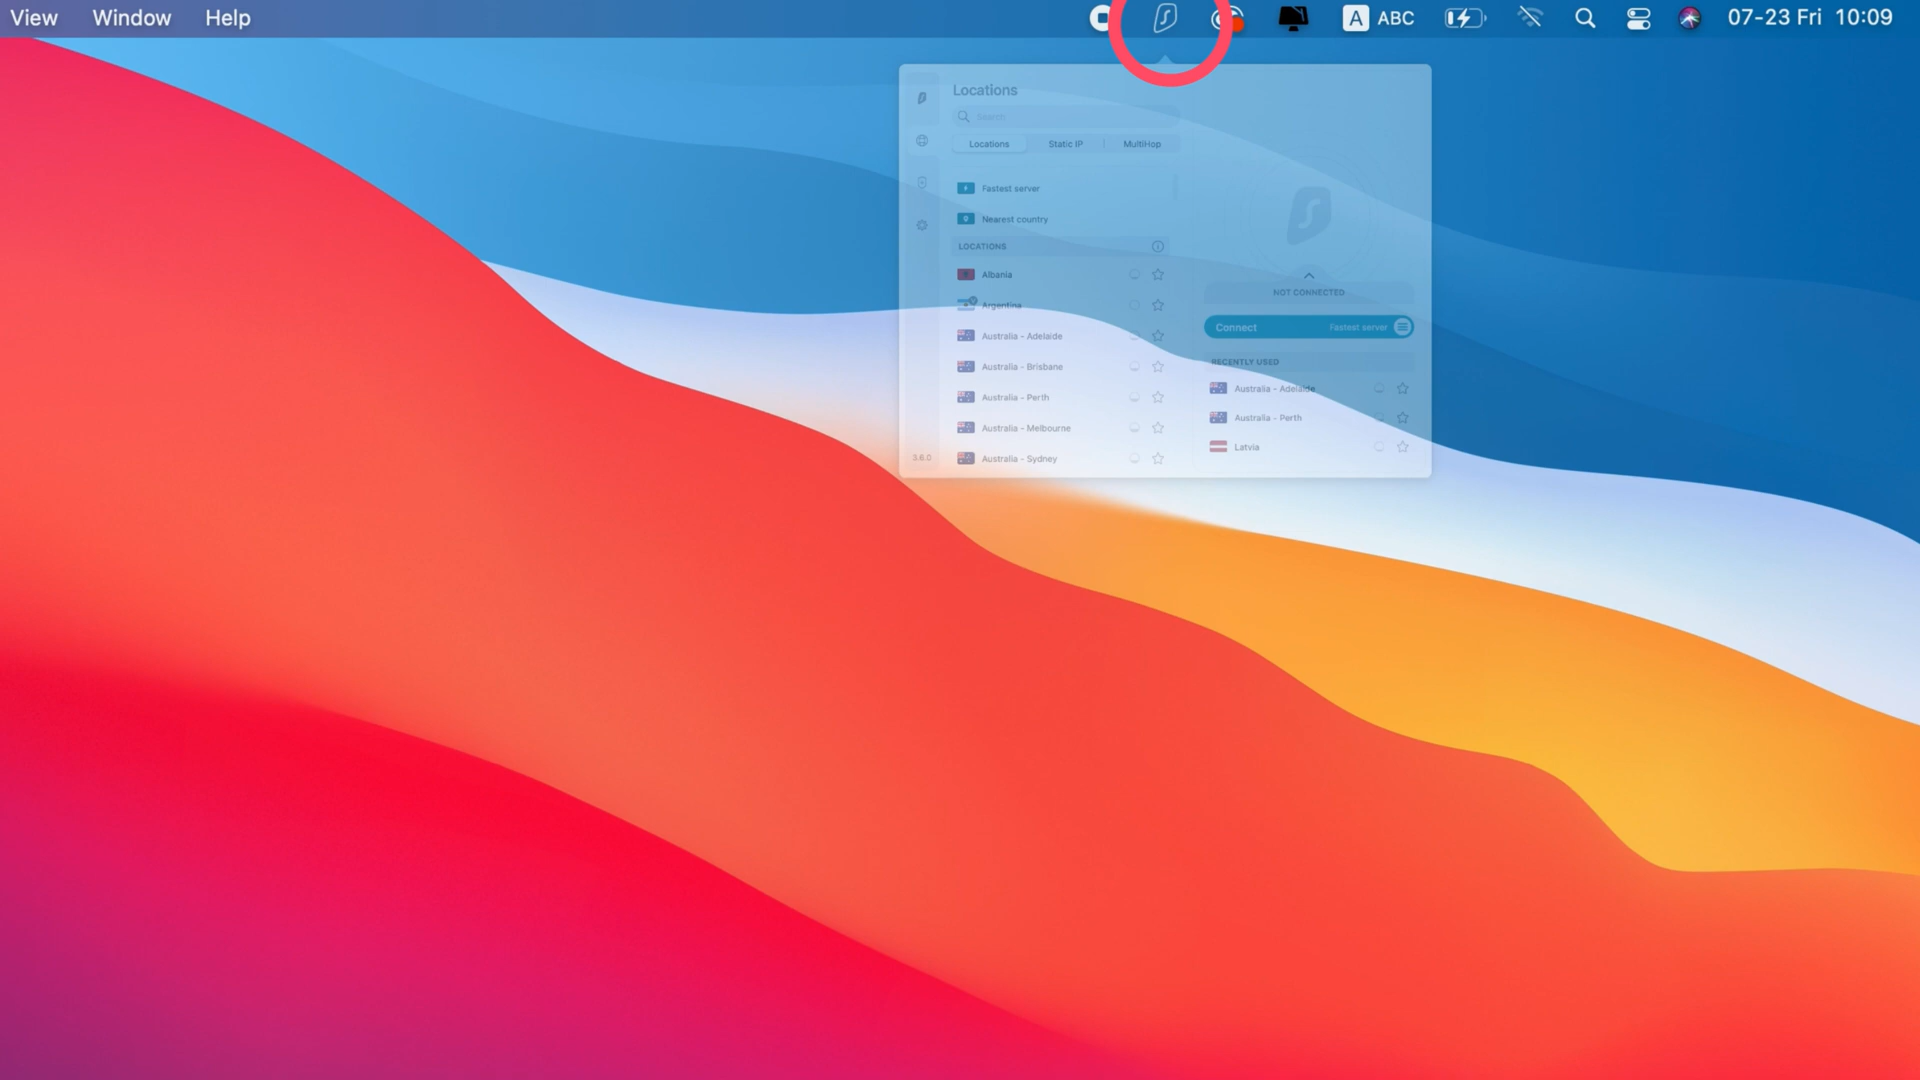 View Window Help
A ABC 07-23 Fri 10:09
Locations
Search
Locations Static IP MultiHop
Fastest server
Nearest country
LOCATIONS
Albania
Argentina
Australia - Adelaide
Australia - Brisbane
Australia - Perth
Australia - Melbourne
Australia - Sydney
3.6.0
NOT CONNECTED
Connect Fastest server
RECENTLY USED
Australia - Adelaide
Australia - Perth
Latvia